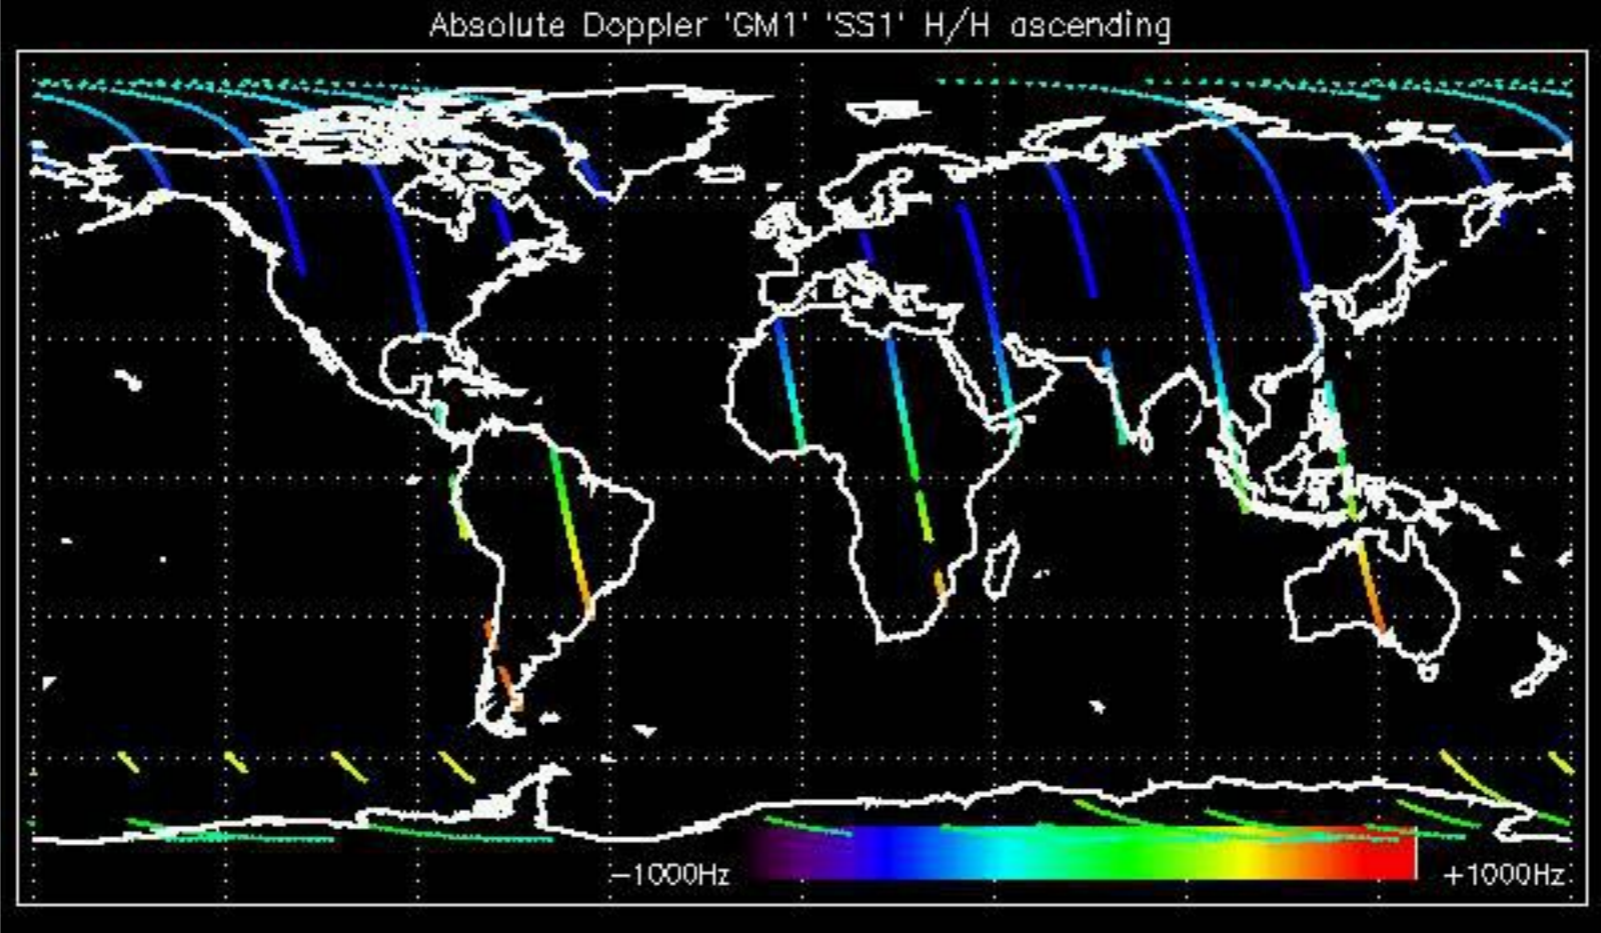 Absolute Doppler 'GM1' 'SS1' H/H ascending
-1000Hz +1000Hz